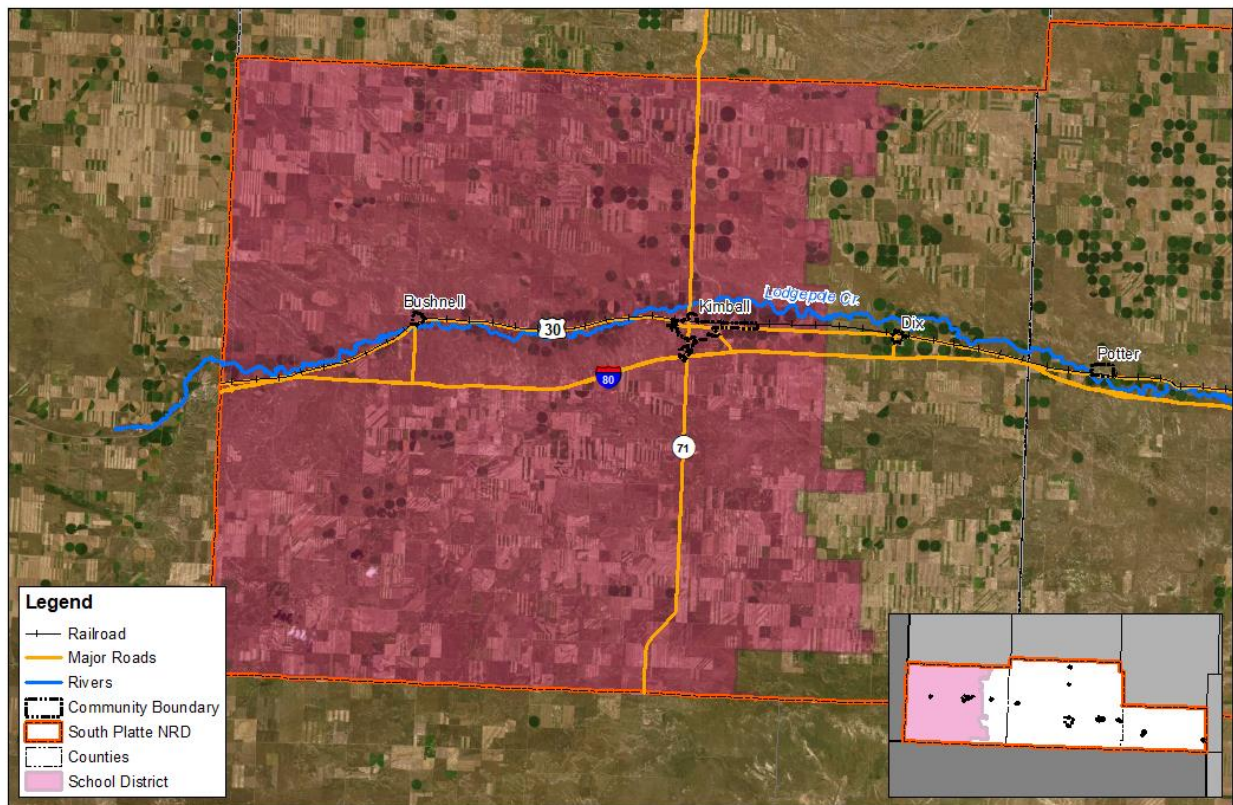 Lodgepole Cr.
Bushnell
Kimball
30
Dix
Potter
80
71
Legend
Railroad
Major Roads
Rivers
Community Boundary
South Platte NRD
Counties
School District